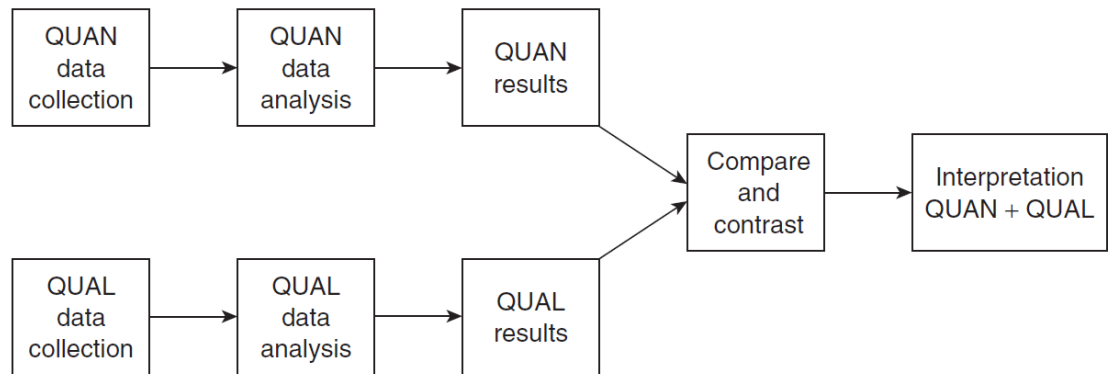 QUAN
data
collection
QUAN
data
analysis
QUAN
results
Compare
and
contrast
Interpretation
QUAN + QUAL
QUAL
data
collection
QUAL
data
analysis
QUAL
results